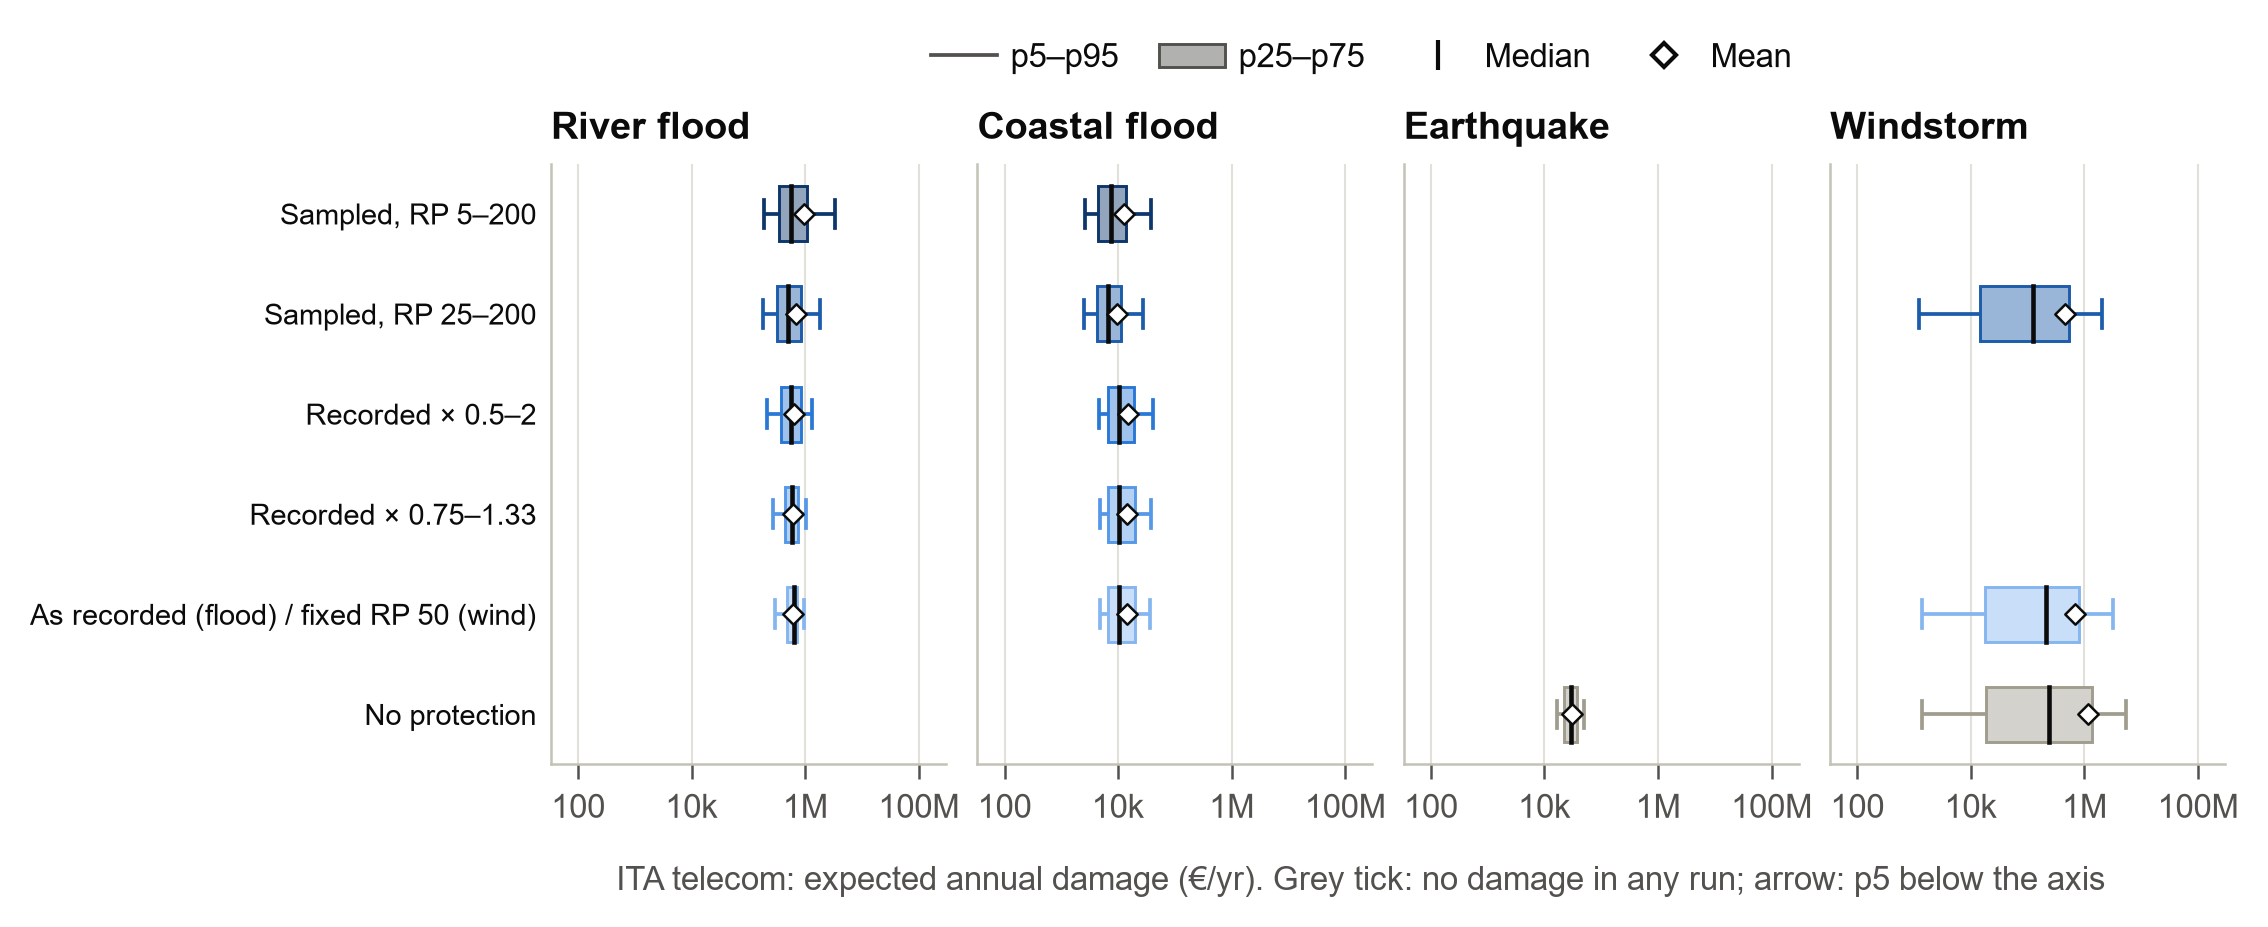 p5–p95 p25–p75 Median Mean
River flood Coastal flood Earthquake Windstorm
Sampled, RP 5–200
Sampled, RP 25–200
Recorded × 0.5–2
Recorded × 0.75–1.33
As recorded (flood) / fixed RP 50 (wind)
No protection
100 10k 1M 100M 100 10k 1M 100M 100 10k 1M 100M 100 10k 1M 100M
ITA telecom: expected annual damage (€/yr). Grey tick: no damage in any run; arrow: p5 below the axis